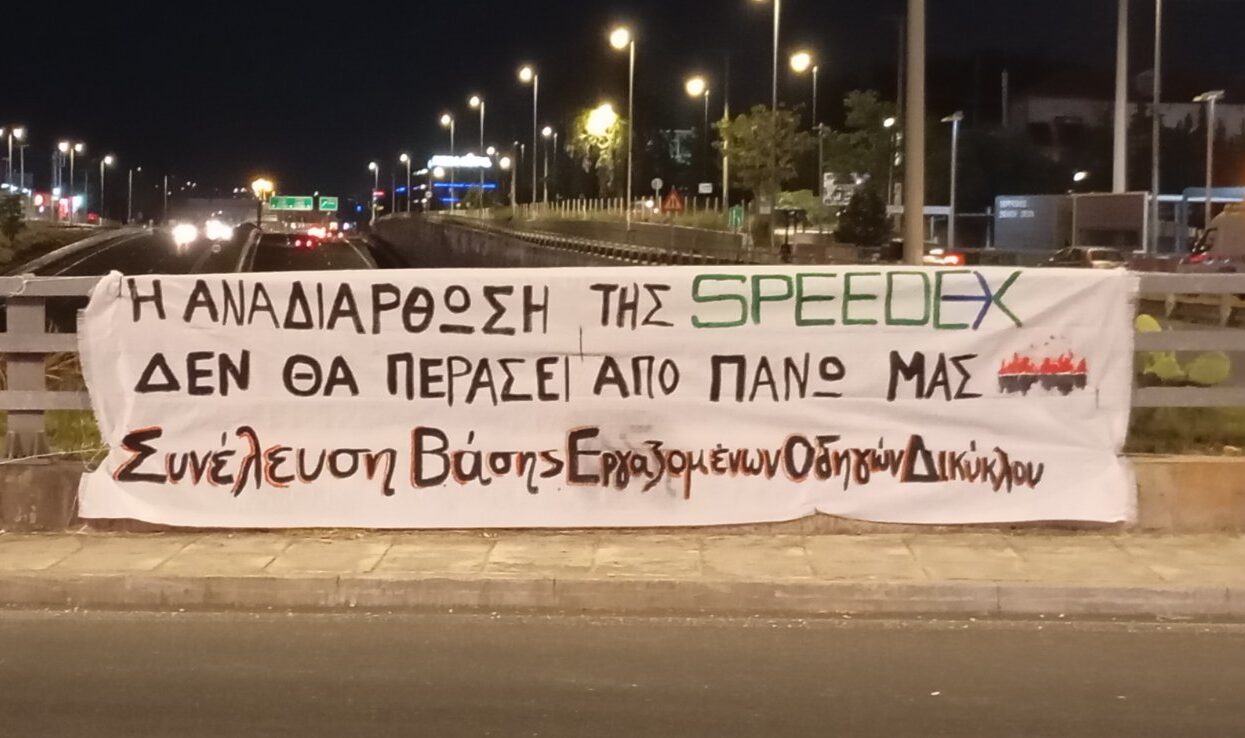 Η ΑΝΑΔΙΑΡΘΩΣΗ ΤΗΣ SPEEDEX
ΔΕΝ ΘΑ ΠΕΡΑΣΕΙ ΑΠΟ ΠΑΝΩ ΜΑΣ
Συνέλευση Βάσης Εργαζομένων Οδηγών Δικύκλου